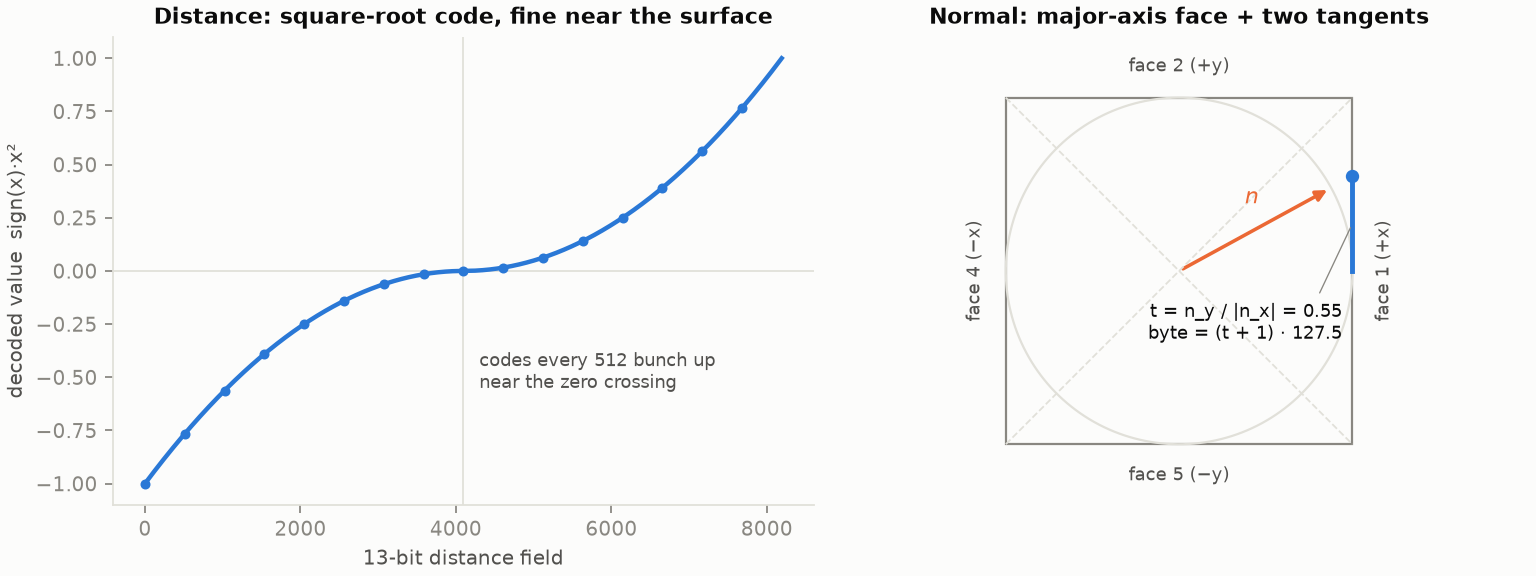 Distance: square-root code, fine near the surface
decoded value  sign(x)·x²
1.00
0.75
0.50
0.25
0.00
−0.25
−0.50
−0.75
−1.00
codes every 512 bunch up
near the zero crossing
0
2000
4000
6000
8000
13-bit distance field
Normal: major-axis face + two tangents
face 2 (+y)
face 4 (−x)
n
face 1 (+x)
t = n_y / |n_x| = 0.55
byte = (t + 1) · 127.5
face 5 (−y)